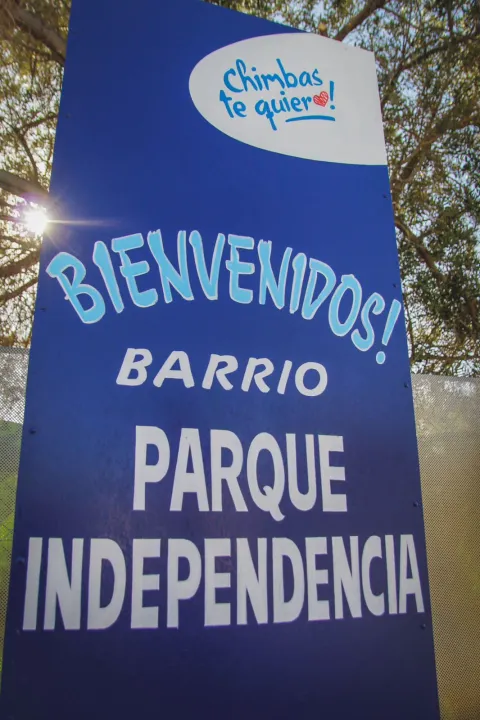 Chimbas
te quiero!
BIENVENIDOS!
BARRIO
PARQUE
INDEPENDENCIA